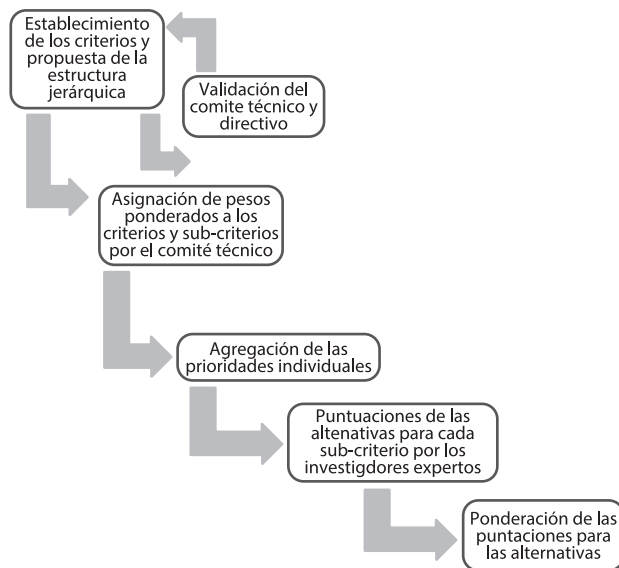 Establecimiento
de los criterios y
propuesta de la
estructura
jerárquica
Validación del
comite técnico y
directivo
Asignación de pesos
ponderados a los
criterios y sub-criterios
por el comité técnico
Agregación de las
prioridades individuales
Puntuaciones de las
altenativas para cada
sub-criterio por los
investigdores expertos
Ponderación de las
puntaciones para
las alternativas